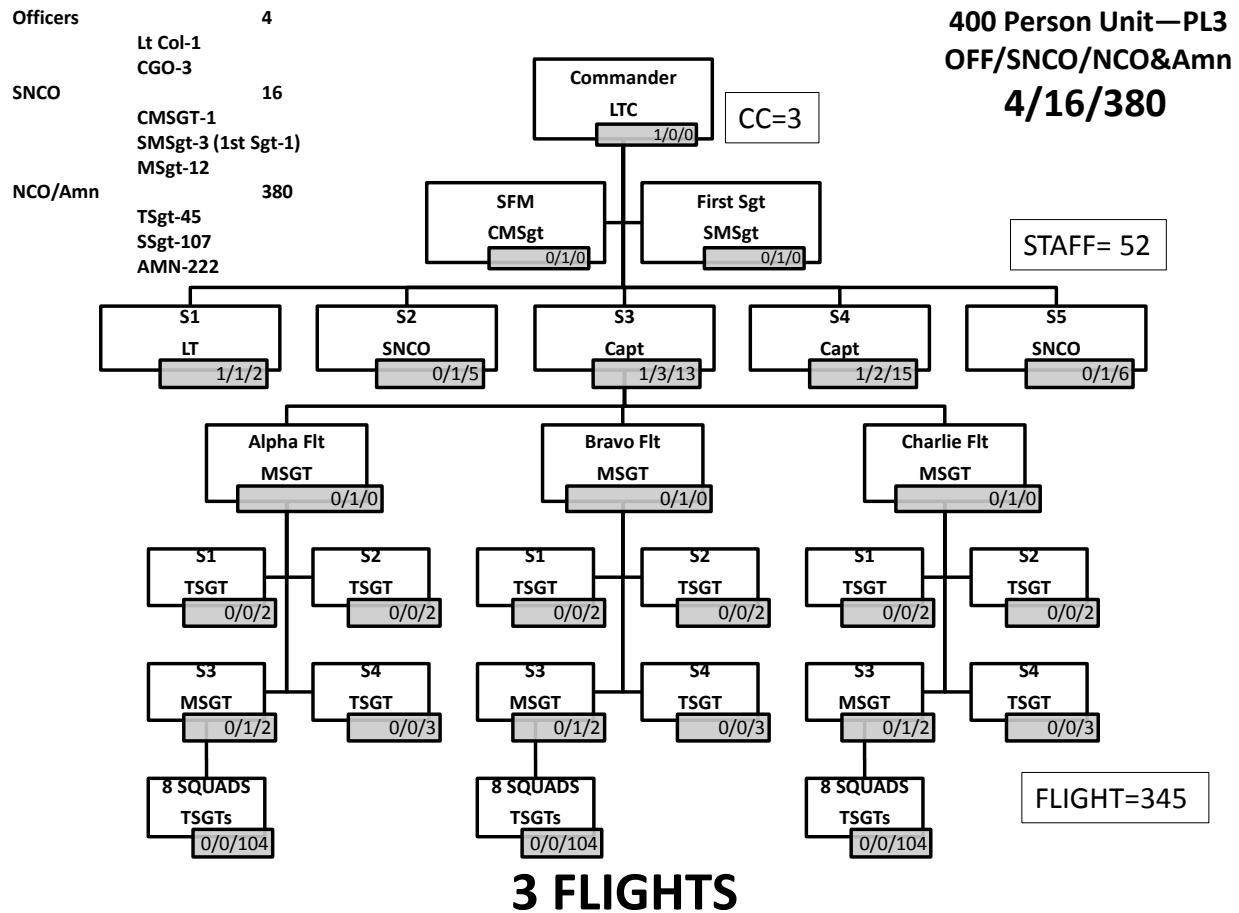 Officers 4
Lt Col-1
CGO-3
SNCO 16
CMSGT-1
SMSgt-3 (1st Sgt-1)
MSgt-12
NCO/Amn 380
TSgt-45
SSgt-107
AMN-222
400 Person Unit—PL3
OFF/SNCO/NCO&Amn
4/16/380
Commander
LTC
1/0/0
CC=3
SFM
CMSgt
0/1/0
First Sgt
SMSgt
0/1/0
STAFF= 52
S1
LT
1/1/2
S2
SNCO
0/1/5
S3
Capt
1/3/13
S4
Capt
1/2/15
S5
SNCO
0/1/6
Alpha Flt
MSGT
0/1/0
Bravo Flt
MSGT
0/1/0
Charlie Flt
MSGT
0/1/0
S1
TSGT
0/0/2
S2
TSGT
0/0/2
S1
TSGT
0/0/2
S2
TSGT
0/0/2
S1
TSGT
0/0/2
S2
TSGT
0/0/2
S3
MSGT
0/1/2
S4
TSGT
0/0/3
S3
MSGT
0/1/2
S4
TSGT
0/0/3
S3
MSGT
0/1/2
S4
TSGT
0/0/3
8 SQUADS
TSGTs
0/0/104
8 SQUADS
TSGTs
0/0/104
8 SQUADS
TSGTs
0/0/104
FLIGHT=345
3 FLIGHTS